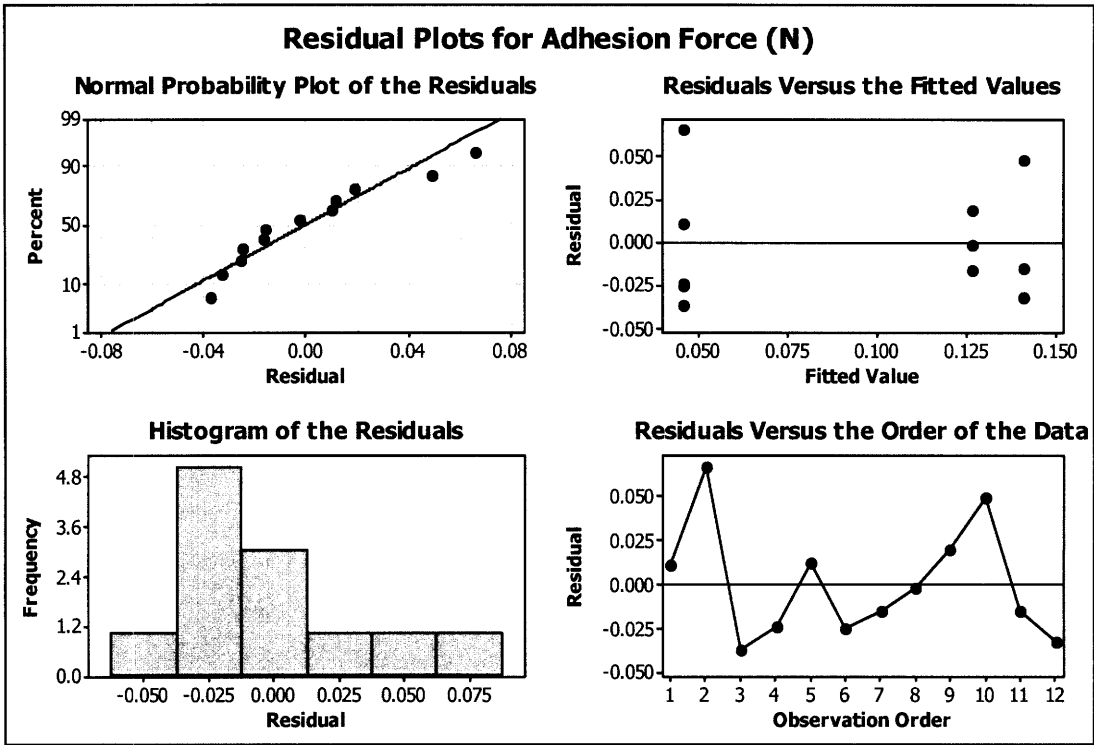 Residual Plots for Adhesion Force (N)
Normal Probability Plot of the Residuals
99
90
50
10
1
Percent
-0.08 -0.04 0.00 0.04 0.08
Residual
Residuals Versus the Fitted Values
0.050
0.025
0.000
-0.025
-0.050
Residual
0.050 0.075 0.100 0.125 0.150
Fitted Value
Histogram of the Residuals
4.8
3.6
2.4
1.2
0.0
Frequency
-0.050 -0.025 0.000 0.025 0.050 0.075
Residual
Residuals Versus the Order of the Data
0.050
0.025
0.000
-0.025
-0.050
Residual
1 2 3 4 5 6 7 8 9 10 11 12
Observation Order